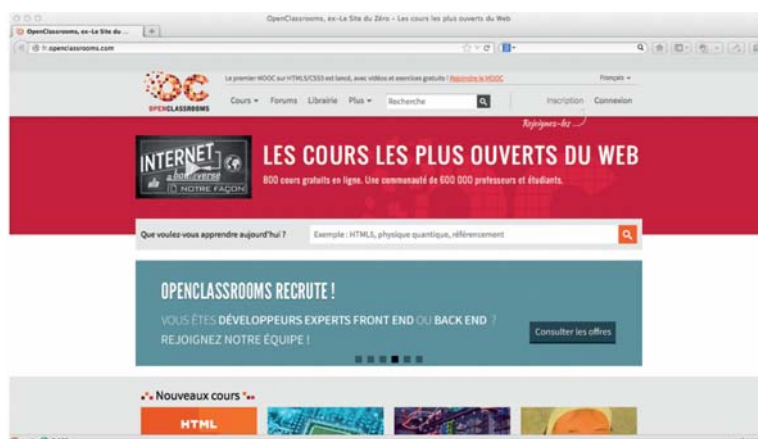 OpenClassrooms, ex-Le Site du Zéro - Les cours les plus ouverts du Web
OpenClassrooms, ex-Le Site du ...
fr.openclassrooms.com
Le premier MOOC sur HTML5/CSS3 est lancé, avec vidéos et exercices gratuits ! Rejoindre le MOOC
Français
OPENCLASSROOMS
Cours Forums Librairie Plus Recherche Inscription Connexion
Rejoignez-les
INTERNET
a bouleversé
NOTRE FAÇON
LES COURS LES PLUS OUVERTS DU WEB
800 cours gratuits en ligne. Une communauté de 600 000 professeurs et étudiants.
Que voulez-vous apprendre aujourd'hui ? Exemple : HTML5, physique quantique, référencement
OPENCLASSROOMS RECRUTE !
VOUS ÊTES DÉVELOPPEURS EXPERTS FRONT END OU BACK END ?
REJOIGNEZ NOTRE ÉQUIPE !
Consulter les offres
Nouveaux cours
HTML